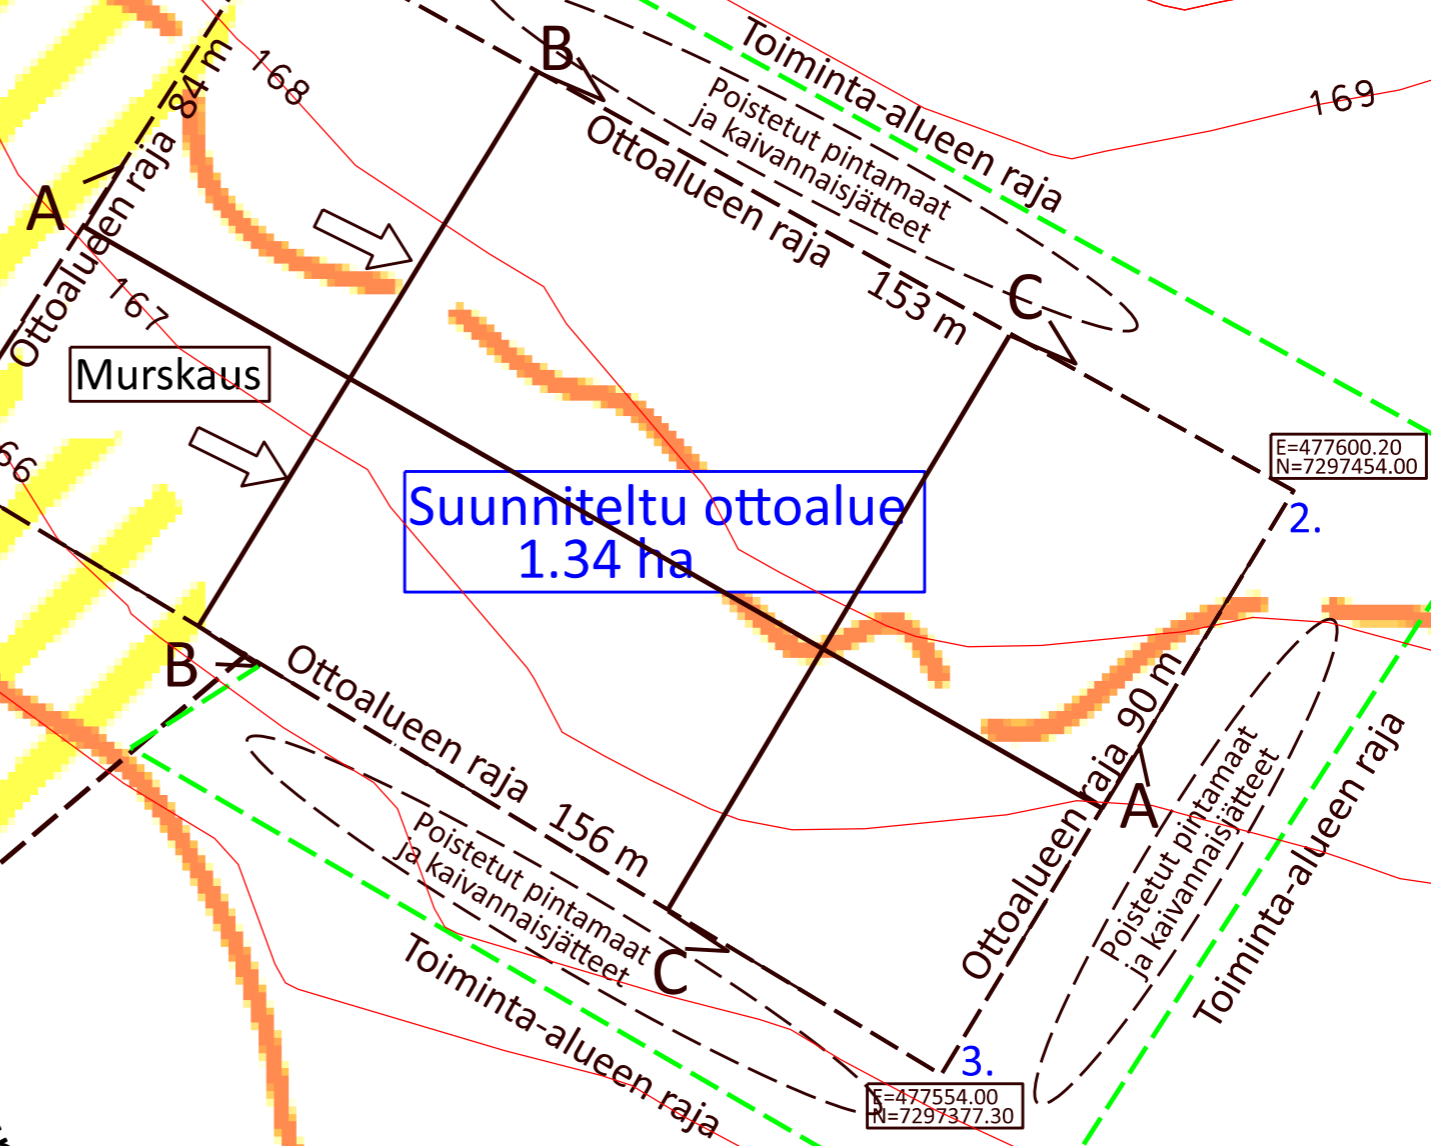 B
Toiminta-alueen raja
168
Ottoalueen raja 84 m
Poistetut pintamaat
ja kaivannaisjätteet
169
Ottoalueen raja 153 m
A
167
C
Murskaus
E=477600.20
N=7297454.00
66
Suunniteltu ottoalue
1.34 ha
2.
B
Ottoalueen raja 156 m
Ottoalueen raja 90 m
A
Poistetut pintamaat
ja kaivannaisjätteet
Toiminta-alueen raja
Poistetut pintamaat
ja kaivannaisjätteet
C
Toiminta-alueen raja
3.
E=477554.00
N=7297377.30